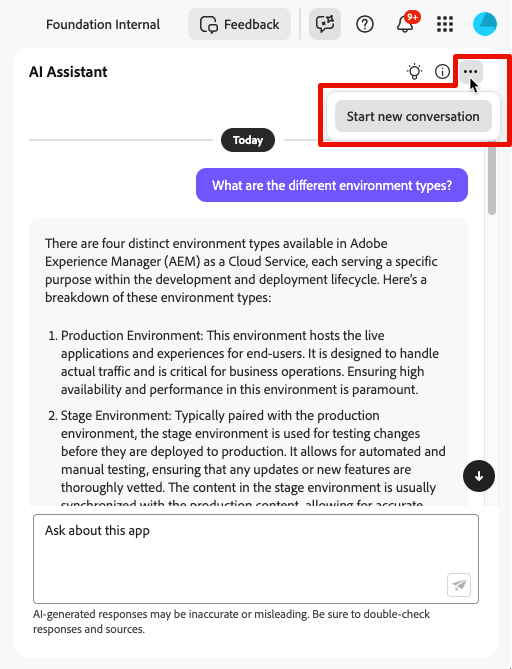 Foundation Internal
Feedback
9+
AI Assistant
Start new conversation
Today
What are the different environment types?
There are four distinct environment types available in Adobe
Experience Manager (AEM) as a Cloud Service, each serving a specific
purpose within the development and deployment lifecycle. Here's a
breakdown of these environment types:
1. Production Environment: This environment hosts the live
applications and experiences for end-users. It is designed to handle
actual traffic and is critical for business operations. Ensuring high
availability and performance in this environment is paramount.
2. Stage Environment: Typically paired with the production
environment, the stage environment is used for testing changes
before they are deployed to production. It allows for automated and
manual testing, ensuring that any updates or new features are
thoroughly vetted. The content in the stage environment is usually
synchronized with the production content, allowing for accurate
Ask about this app
AI-generated responses may be inaccurate or misleading. Be sure to double-check
responses and sources.